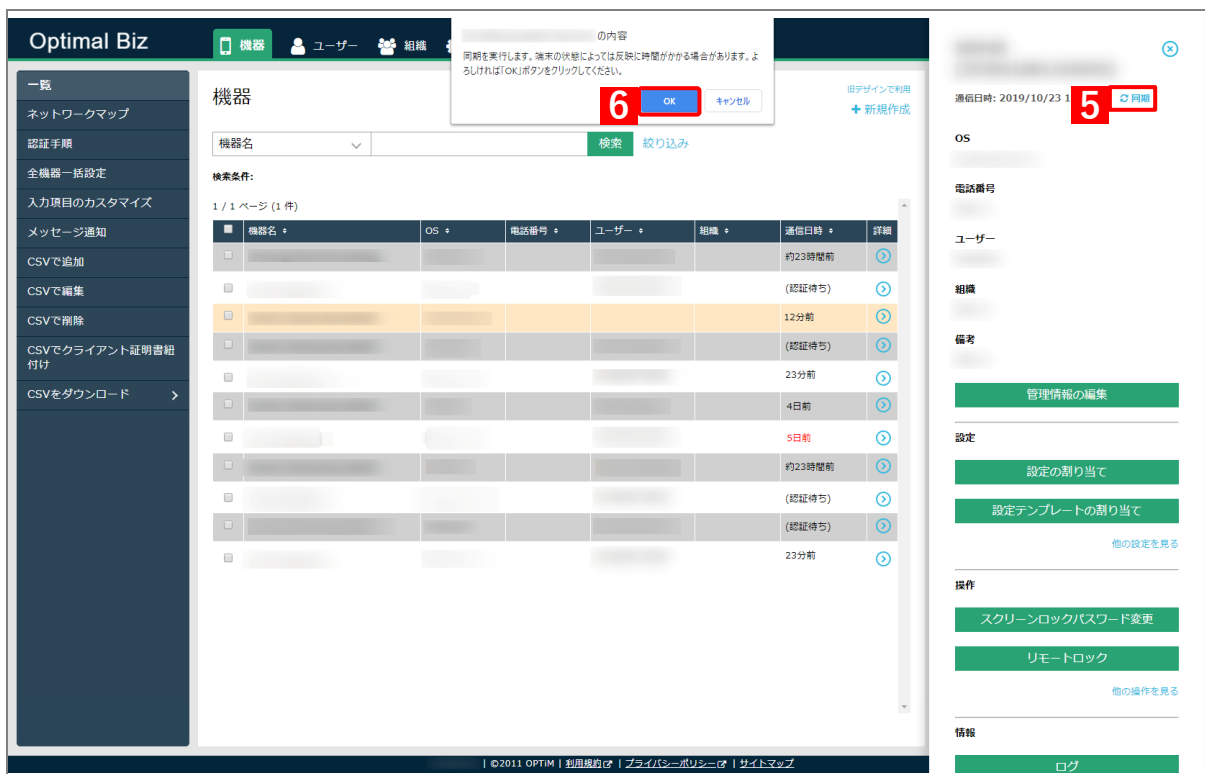 Optimal Biz
機器
ユーザー
組織
の内容
同期を実行します。端末の状態によっては反映に時間がかかる場合があります。よ
ろしければ「OK」ボタンをクリックしてください。
6
OK
キャンセル
一覧
ネットワークマップ
認証手順
全機器一括設定
入力項目のカスタマイズ
メッセージ通知
CSVで追加
CSVで編集
CSVで削除
CSVでクライアント証明書紐
付け
CSVをダウンロード
機器
旧デザインで利用
+ 新規作成
機器名
検索
絞り込み
検索条件:
1 / 1 ページ (1 件)
機器名 OS 電話番号 ユーザー 組織 通信日時 詳細
約23時間前
(認証待ち)
12分前
(認証待ち)
23分前
4日前
5日前
約23時間前
(認証待ち)
(認証待ち)
23分前
通信日時: 2019/10/23 1
5
同期
OS
電話番号
ユーザー
組織
備考
管理情報の編集
設定
設定の割り当て
設定テンプレートの割り当て
他の設定を見る
操作
スクリーンロックパスワード変更
リモートロック
他の操作を見る
情報
ログ
| ©2011 OPTiM | 利用規約 | プライバシーポリシー | サイトマップ